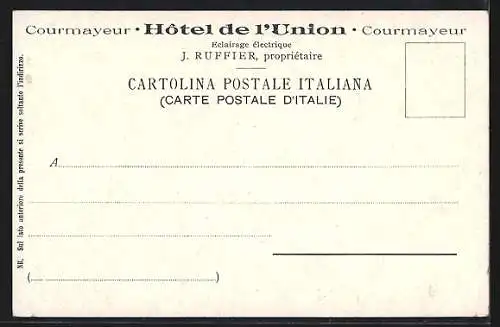 Courmayeur · Hôtel de l'Union · Courmayeur
Eclairage électrique
J. RUFFIER, propriétaire
CARTOLINA POSTALE ITALIANA
(CARTE POSTALE D'ITALIE)
A
( )
NB. Sul lato anteriore della presente si scrive soltanto l'indirizzo.